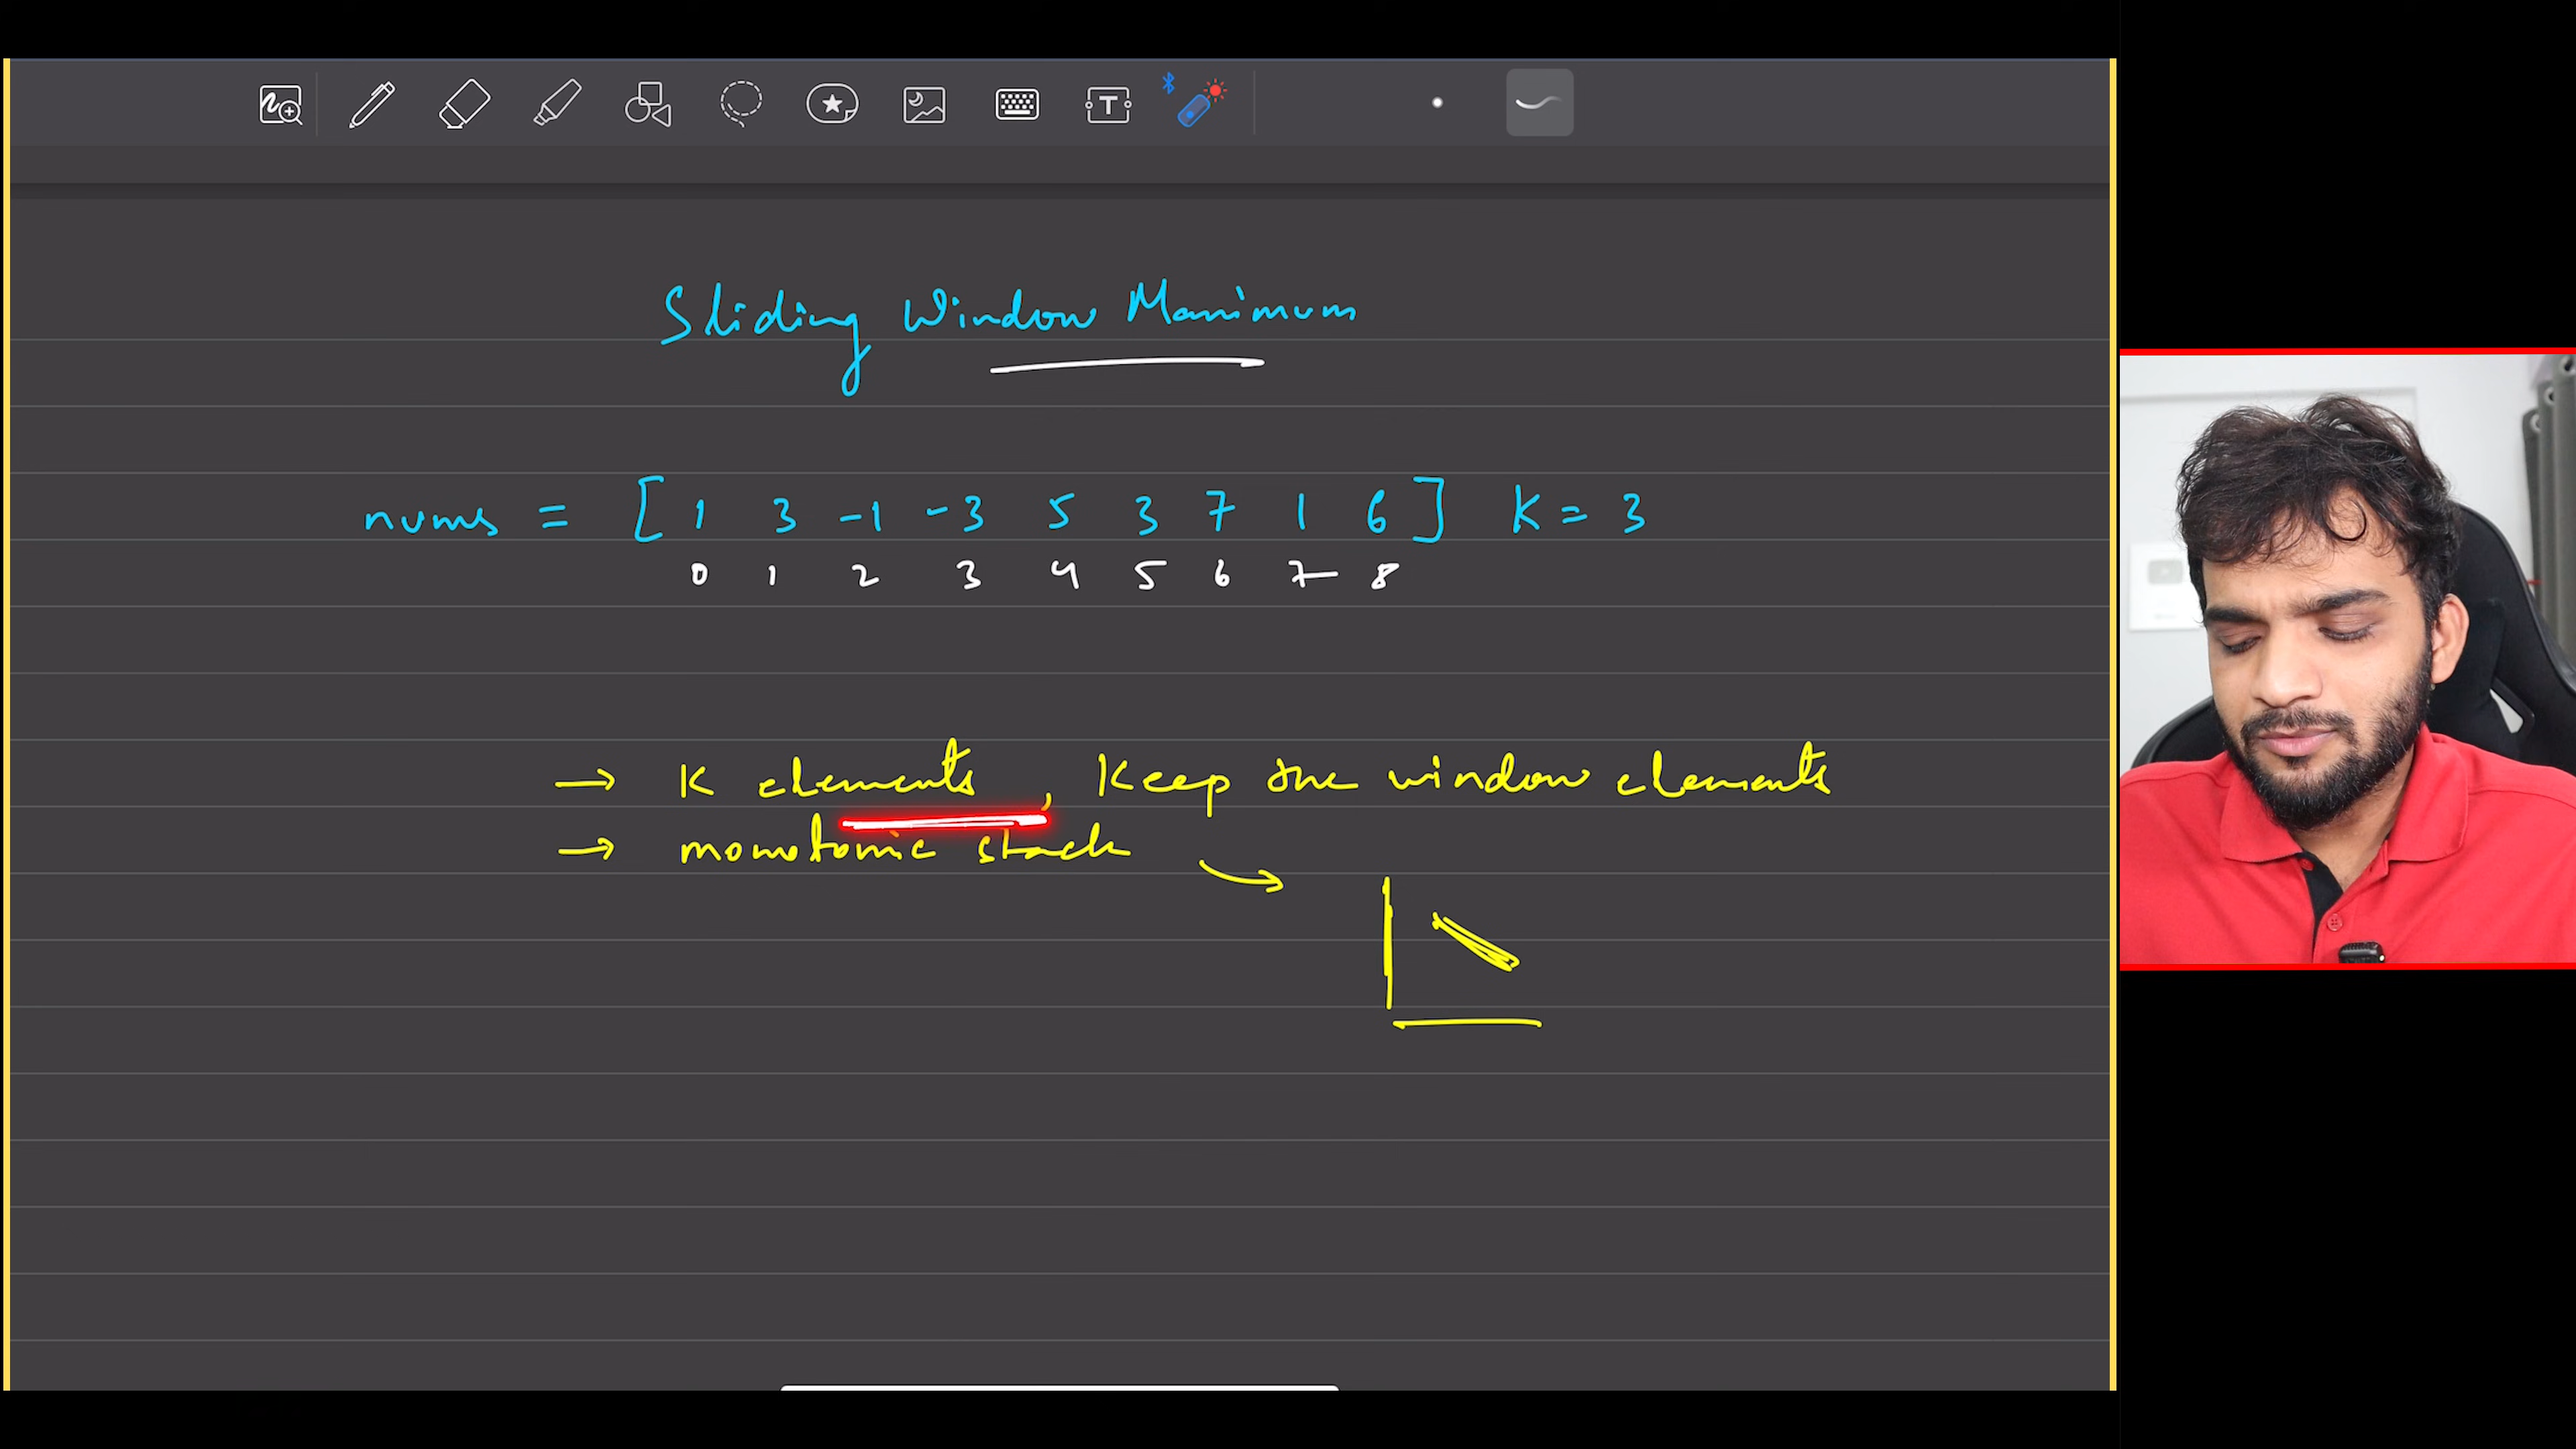 Sliding Window Maximum
nums = [ 1 3 -1 -3 5 3 7 1 6 ] K = 3
0 1 2 3 4 5 6 7 8
→ K elements, Keep the window elements
→ monotonic stack